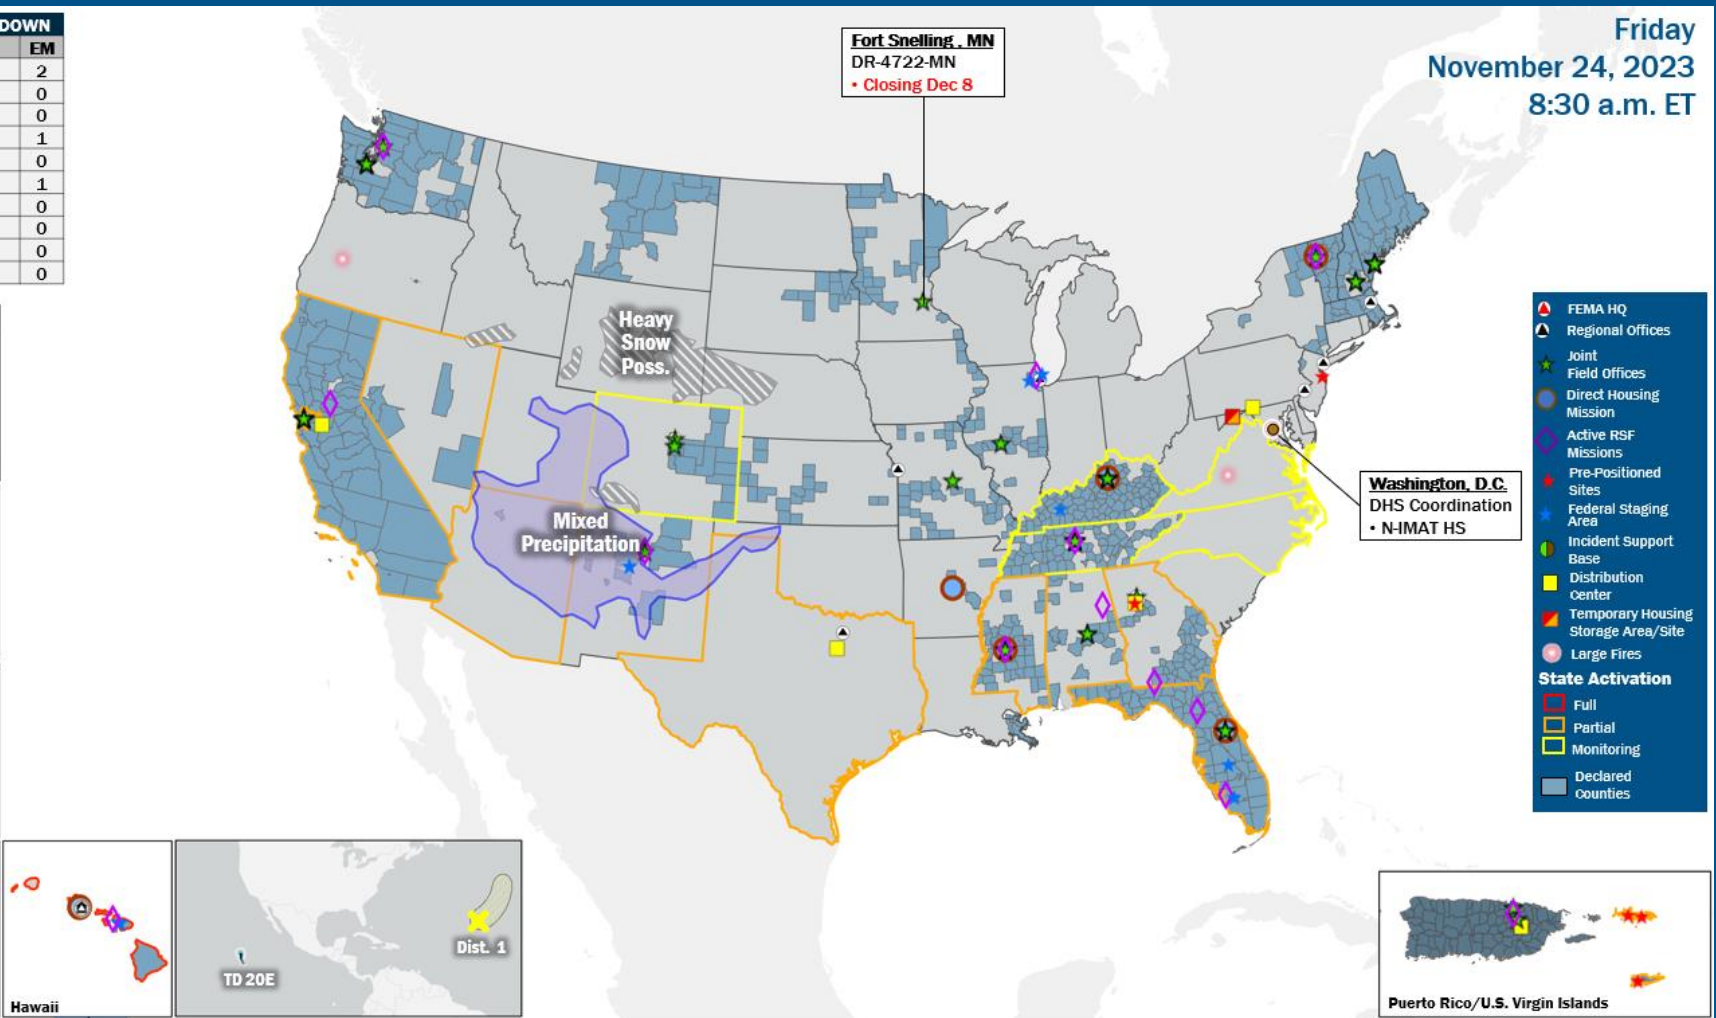 DOWN
EM
2
0
0
1
0
1
0
0
0
0
Friday
November 24, 2023
8:30 a.m. ET
Fort Snelling , MN
DR-4722-MN
• Closing Dec 8
Heavy
Snow
Poss.
Mixed
Precipitation
Washington, D.C.
DHS Coordination
• N-IMAT HS
FEMA HQ
Regional Offices
Joint
Field Offices
Direct Housing
Mission
Active RSF
Missions
Pre-Positioned
Sites
Federal Staging
Area
Incident Support
Base
Distribution
Center
Temporary Housing
Storage Area/Site
Large Fires
State Activation
Full
Partial
Monitoring
Declared
Counties
Hawaii
TD 20E
Dist. 1
Puerto Rico/U.S. Virgin Islands